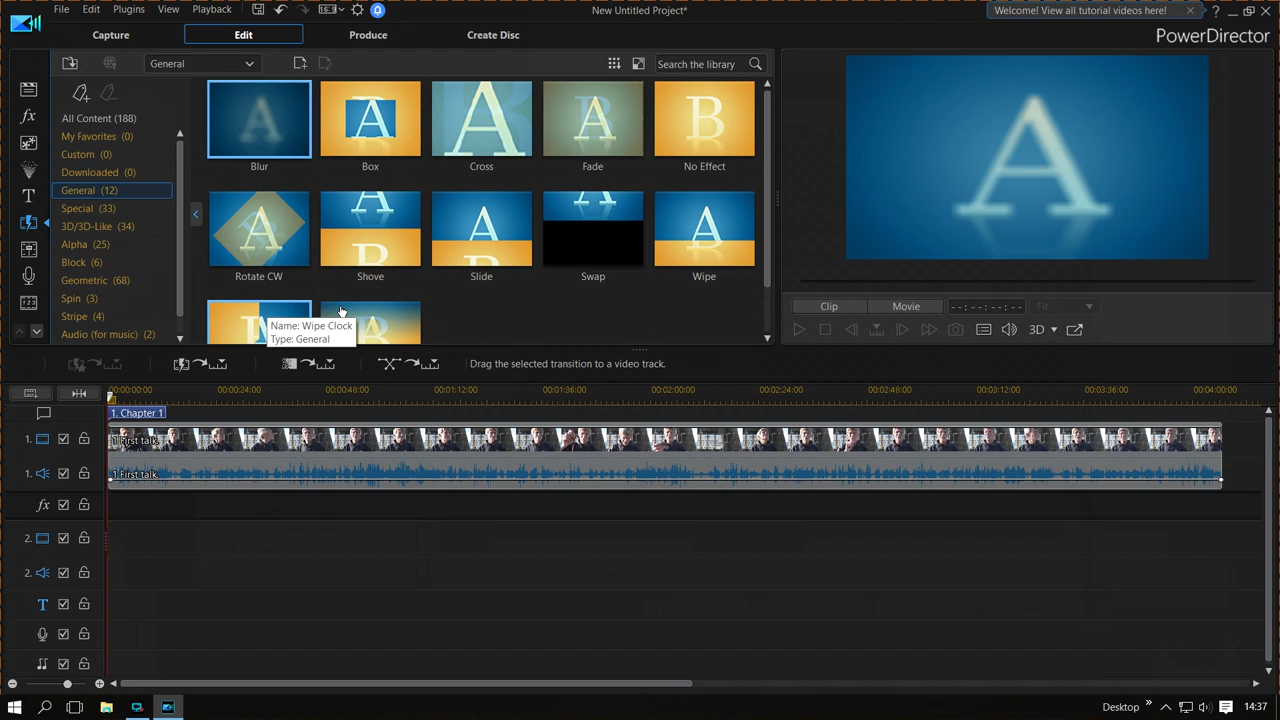 File Edit Plugins View Playback
New Untitled Project*
Welcome! View all tutorial videos here!
Capture Edit Produce Create Disc
PowerDirector
General
Search the library
All Content (188)
My Favorites (0)
Custom (0)
Downloaded (0)
General (12)
Special (33)
3D/3D-Like (34)
Alpha (25)
Block (6)
Geometric (68)
Spin (3)
Stripe (4)
Audio (for music) (2)
Blur Box Cross Fade No Effect
Rotate CW Shove Slide Swap Wipe
Name: Wipe Clock
Type: General
Clip Movie --:--:--:-- Fit
3D
Drag the selected transition to a video track.
00:00:00:00 00:00:24:00 00:00:48:00 00:01:12:00 00:01:36:00 00:02:00:00 00:02:24:00 00:02:48:00 00:03:12:00 00:03:36:00 00:04:00:00
1. Chapter 1
1. 1 First talk
1. 1 First talk
fx
2.
2.
T
Desktop 14:37